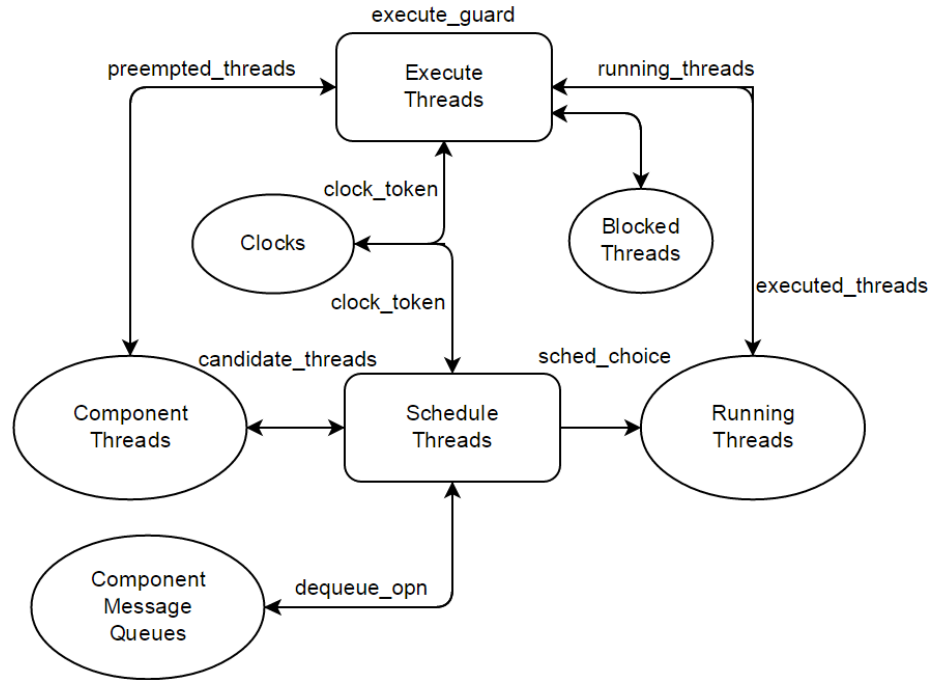 execute_guard
preempted_threads
Execute
Threads
running_threads
clock_token
Clocks
Blocked
Threads
clock_token
executed_threads
candidate_threads
sched_choice
Component
Threads
Schedule
Threads
Running
Threads
dequeue_opn
Component
Message
Queues